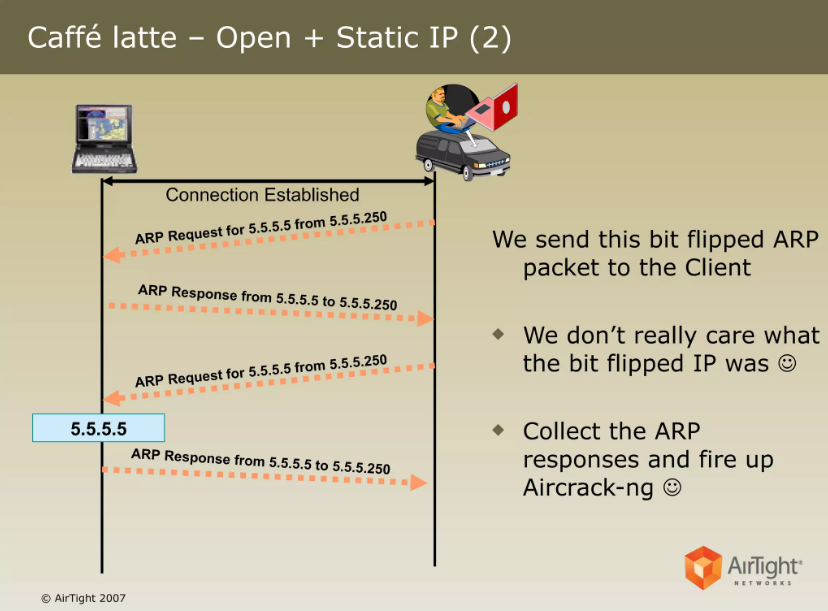 Caffé latte – Open + Static IP (2)
Connection Established
ARP Request for 5.5.5.5 from 5.5.5.250
ARP Response from 5.5.5.5 to 5.5.5.250
ARP Request for 5.5.5.5 from 5.5.5.250
5.5.5.5
ARP Response from 5.5.5.5 to 5.5.5.250
We send this bit flipped ARP
packet to the Client
We don’t really care what
the bit flipped IP was ☺
Collect the ARP
responses and fire up
Aircrack-ng ☺
AirTight®
NETWORKS
© AirTight 2007